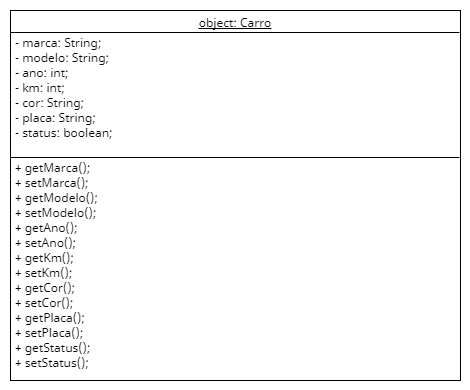 object: Carro
- marca: String;
- modelo: String;
- ano: int;
- km: int;
- cor: String;
- placa: String;
- status: boolean;
+ getMarca();
+ setMarca();
+ getModelo();
+ setModelo();
+ getAno();
+ setAno();
+ getKm();
+ setKm();
+ getCor();
+ setCor();
+ getPlaca();
+ setPlaca();
+ getStatus();
+ setStatus();